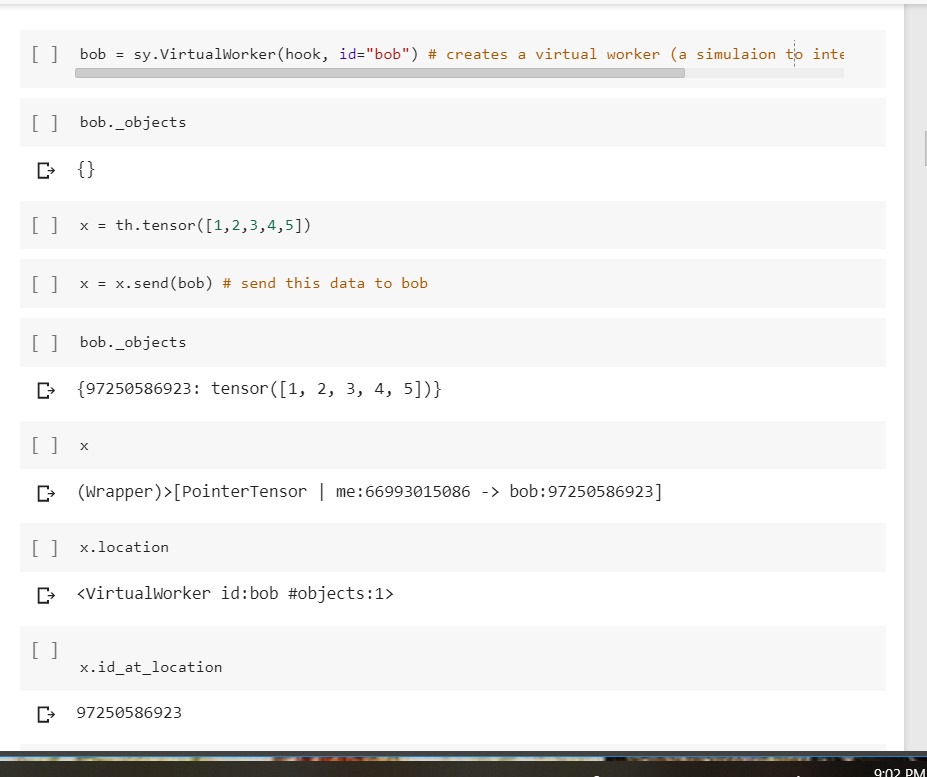 [ ] bob = sy.VirtualWorker(hook, id="bob") # creates a virtual worker (a simulaion to inte
[ ] bob._objects
{}
[ ] x = th.tensor([1,2,3,4,5])
[ ] x = x.send(bob) # send this data to bob
[ ] bob._objects
{97250586923: tensor([1, 2, 3, 4, 5])}
[ ] x
(Wrapper)>[PointerTensor | me:66993015086 -> bob:97250586923]
[ ] x.location
<VirtualWorker id:bob #objects:1>
[ ]
x.id_at_location
97250586923
9:02 PM